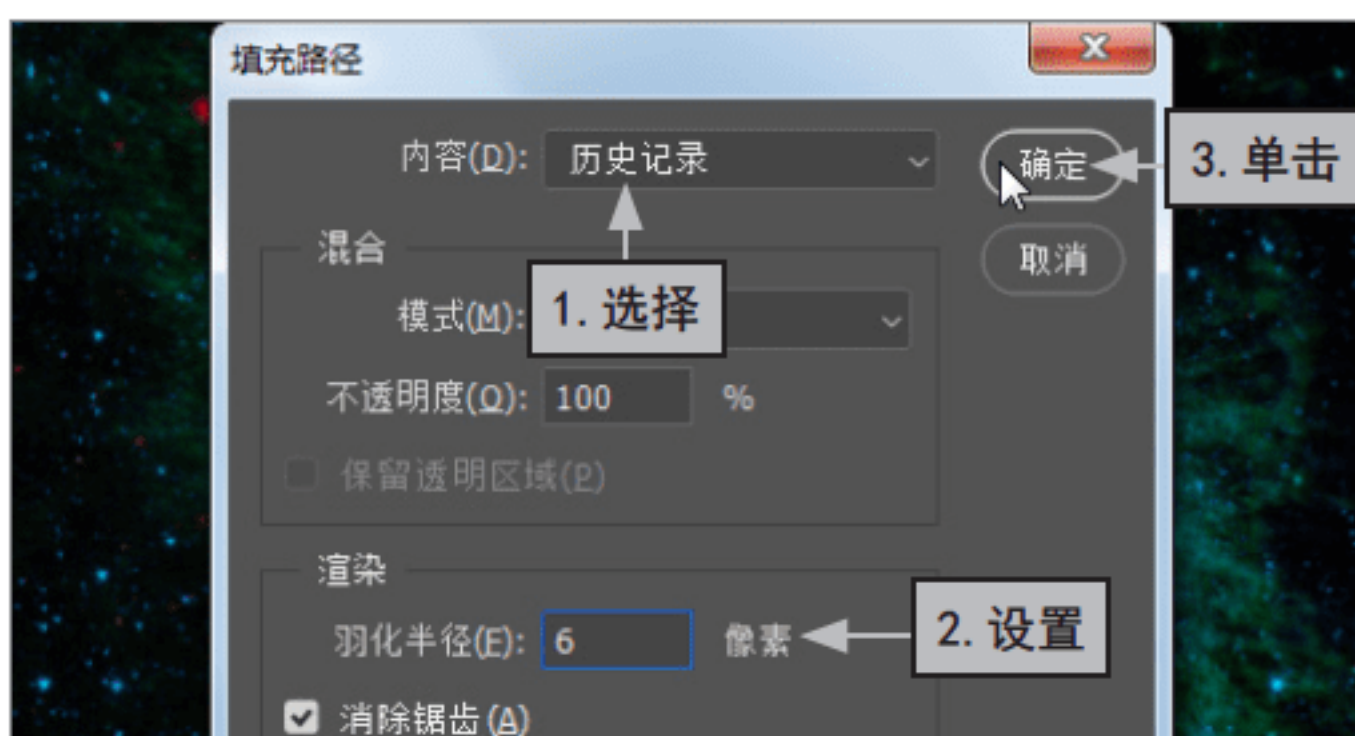 填充路径
内容(D): 历史记录
确定
3. 单击
混合
取消
模式(M):
1. 选择
不透明度(O): 100 %
保留透明区域(P)
渲染
羽化半径(F): 6 像素
2. 设置
消除锯齿(A)